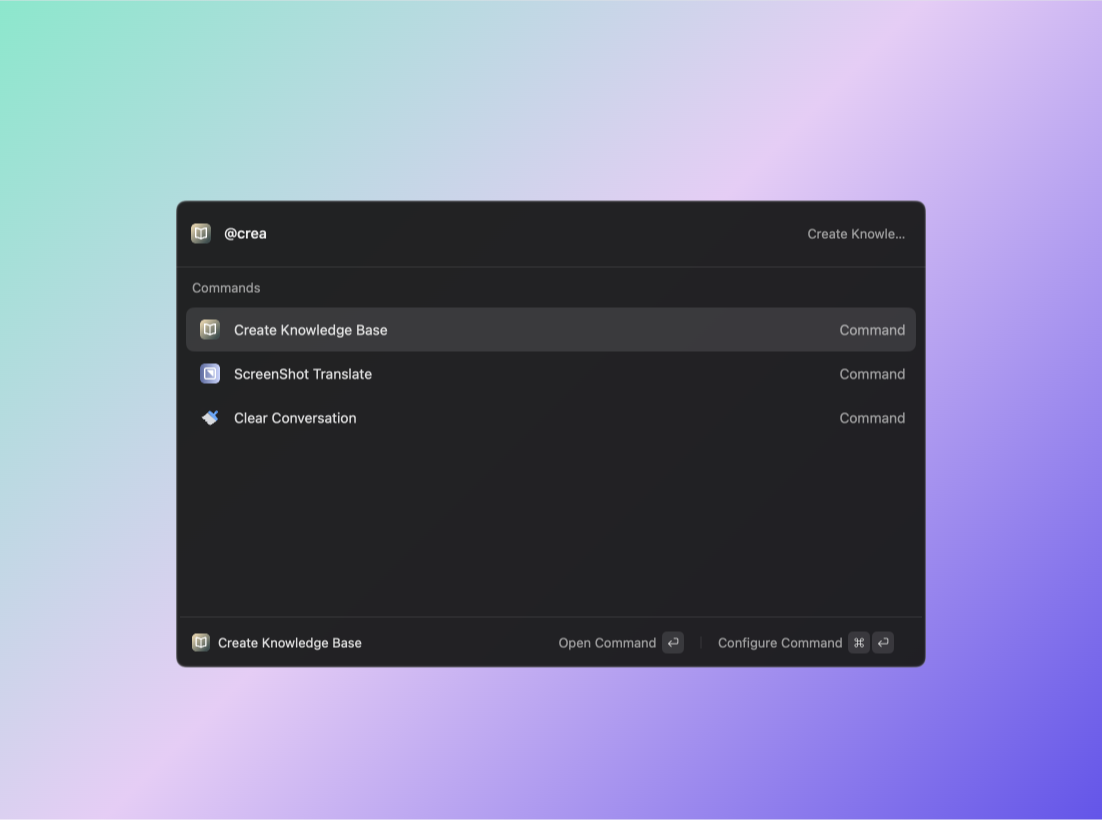 @crea Create Knowle...
Commands
Create Knowledge Base Command
ScreenShot Translate Command
Clear Conversation Command
Create Knowledge Base Open Command ↩ Configure Command ⌘ ↩